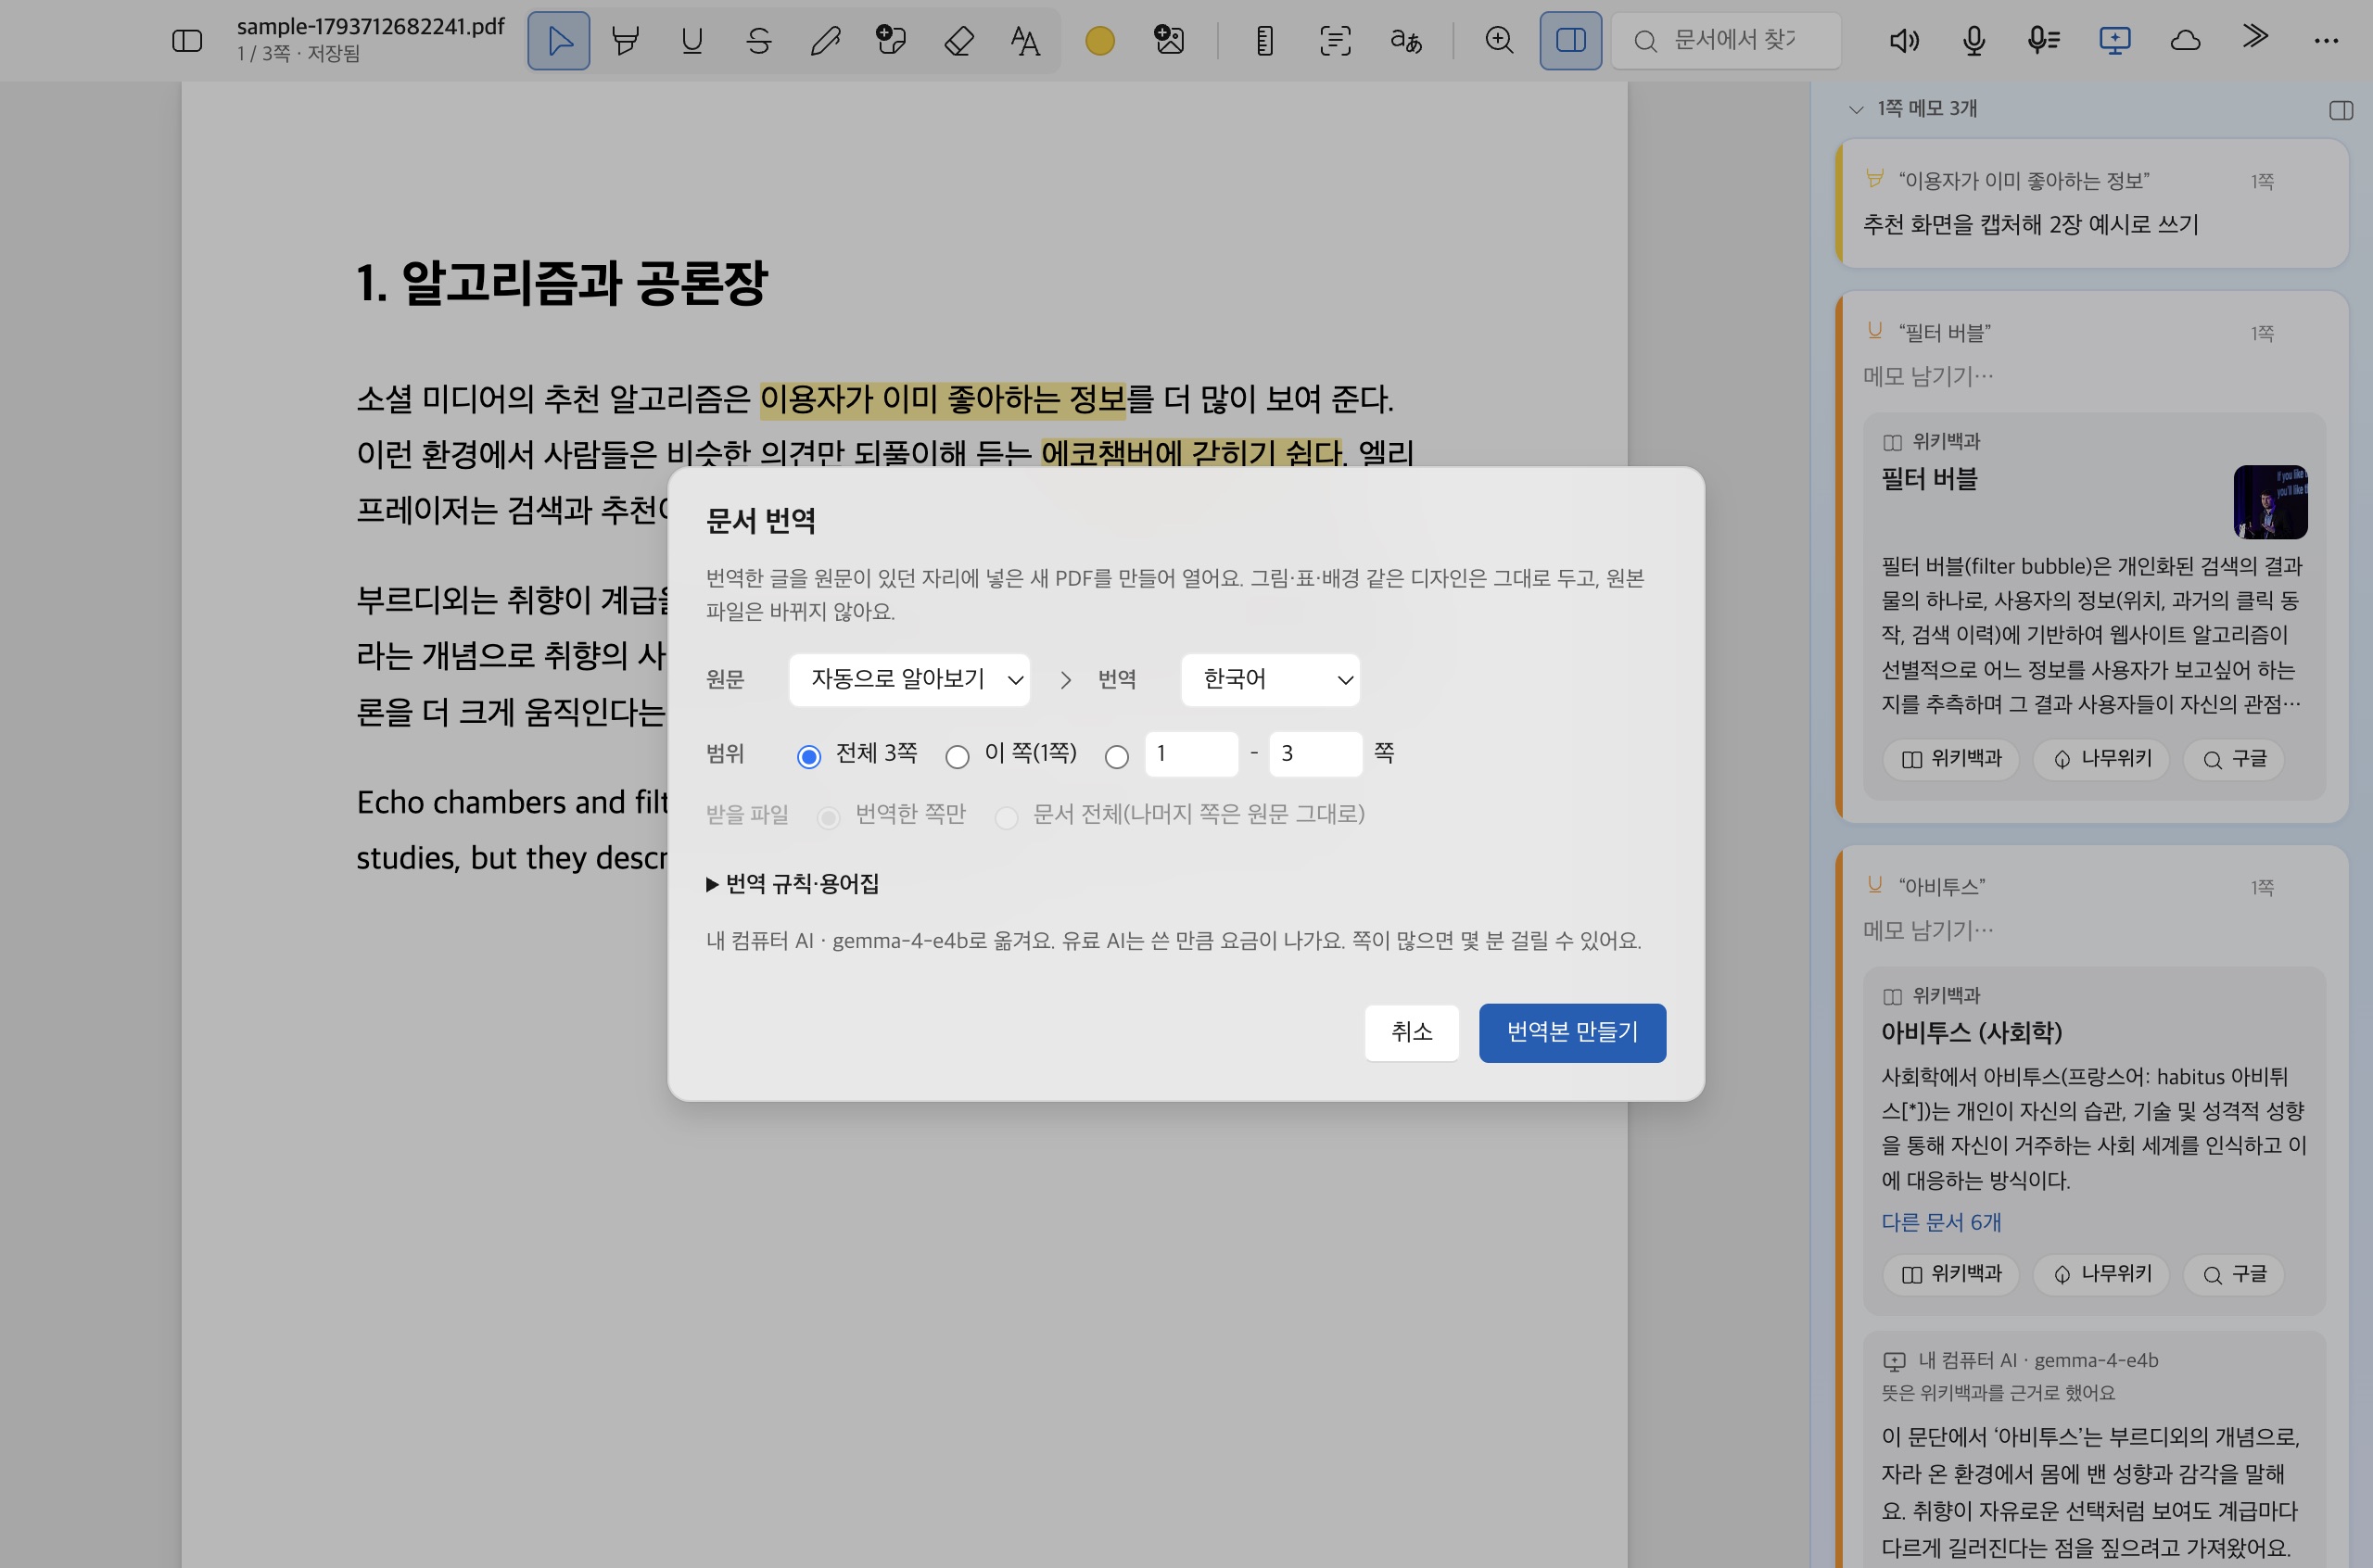 sample-1793712682241.pdf
1 / 3쪽 · 저장됨
문서에서 찾기
1쪽 메모 3개
“이용자가 이미 좋아하는 정보” 1쪽
추천 화면을 캡처해 2장 예시로 쓰기
“필터 버블” 1쪽
메모 남기기…
위키백과
필터 버블
필터 버블(filter bubble)은 개인화된 검색의 결과
물의 하나로, 사용자의 정보(위치, 과거의 클릭 동
작, 검색 이력)에 기반하여 웹사이트 알고리즘이
선별적으로 어느 정보를 사용자가 보고싶어 하는
지를 추측하며 그 결과 사용자들이 자신의 관점…
위키백과 나무위키 구글
“아비투스” 1쪽
메모 남기기…
위키백과
아비투스 (사회학)
사회학에서 아비투스(프랑스어: habitus 아비튀
스[*])는 개인이 자신의 습관, 기술 및 성격적 성향
을 통해 자신이 거주하는 사회 세계를 인식하고 이
에 대응하는 방식이다.
다른 문서 6개
위키백과 나무위키 구글
내 컴퓨터 AI · gemma-4-e4b
뜻은 위키백과를 근거로 했어요
이 문단에서 ‘아비투스’는 부르디외의 개념으로,
자라 온 환경에서 몸에 밴 성향과 감각을 말해
요. 취향이 자유로운 선택처럼 보여도 계급마다
다르게 길러진다는 점을 짚으려고 가져왔어요.
1. 알고리즘과 공론장
소셜 미디어의 추천 알고리즘은 이용자가 이미 좋아하는 정보를 더 많이 보여 준다.
이런 환경에서 사람들은 비슷한 의견만 되풀이해 듣는 에코챔버에 갇히기 쉽다. 엘리
프레이저는 검색과 추천
부르디외는 취향이 계급을
라는 개념으로 취향의 사
론을 더 크게 움직인다는
Echo chambers and filt
studies, but they descr
문서 번역
번역한 글을 원문이 있던 자리에 넣은 새 PDF를 만들어 열어요. 그림·표·배경 같은 디자인은 그대로 두고, 원본
파일은 바뀌지 않아요.
원문 자동으로 알아보기 번역 한국어
범위 전체 3쪽 이 쪽(1쪽) 1 - 3 쪽
받을 파일 번역한 쪽만 문서 전체(나머지 쪽은 원문 그대로)
번역 규칙·용어집
내 컴퓨터 AI · gemma-4-e4b로 옮겨요. 유료 AI는 쓴 만큼 요금이 나가요. 쪽이 많으면 몇 분 걸릴 수 있어요.
취소 번역본 만들기